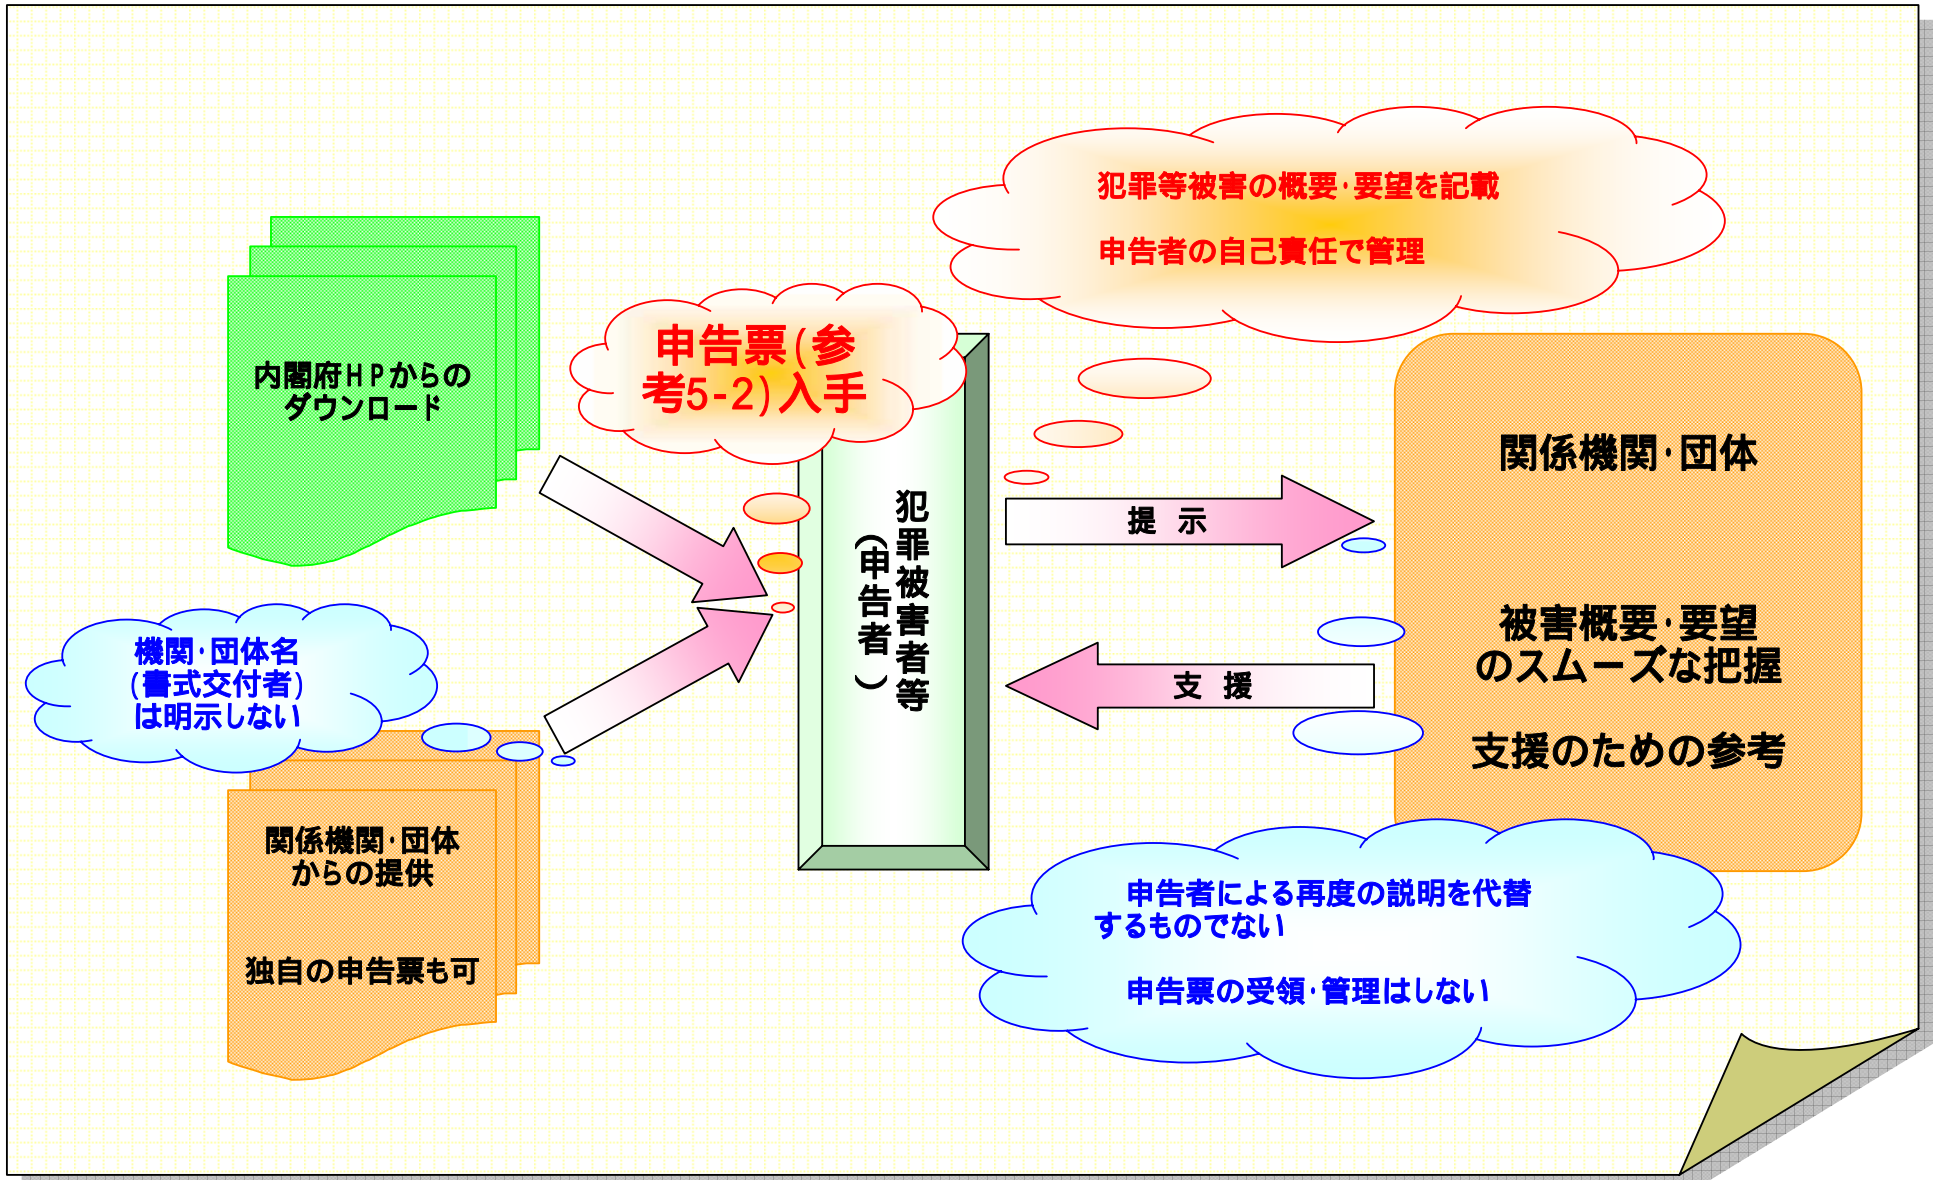 内閣府HPからの
ダウンロード
機関･団体名
(書式交付者)
は明示しない
関係機関･団体
からの提供
独自の申告票も可
申告票(参
考5-2)入手
犯罪被害者等
(申告者)
犯罪等被害の概要･要望を記載
申告者の自己責任で管理
提 示
支 援
関係機関･団体
被害概要･要望
のスムーズな把握
支援のための参考
申告者による再度の説明を代替
するものでない
申告票の受領･管理はしない